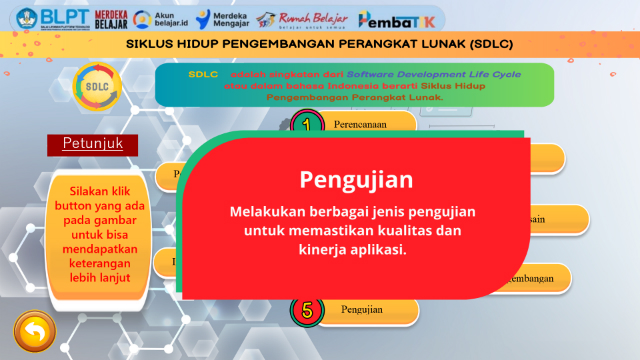 BLPT
MERDEKA
BELAJAR
Akun
belajar.id
Merdeka
Mengajar
Rumah Belajar
belajar untuk semua
PembaTIK
SIKLUS HIDUP PENGEMBANGAN PERANGKAT LUNAK (SDLC)
SDLC
SDLC adalah singkatan dari Software Development Life Cycle
atau dalam bahasa Indonesia berarti Siklus Hidup
Pengembangan Perangkat Lunak.
1
Perencanaan
Petunjuk
Silakan klik
button yang ada
pada gambar
untuk bisa
mendapatkan
keterangan
lebih lanjut
Pengujian
Melakukan berbagai jenis pengujian
untuk memastikan kualitas dan
kinerja aplikasi.
5
Pengujian